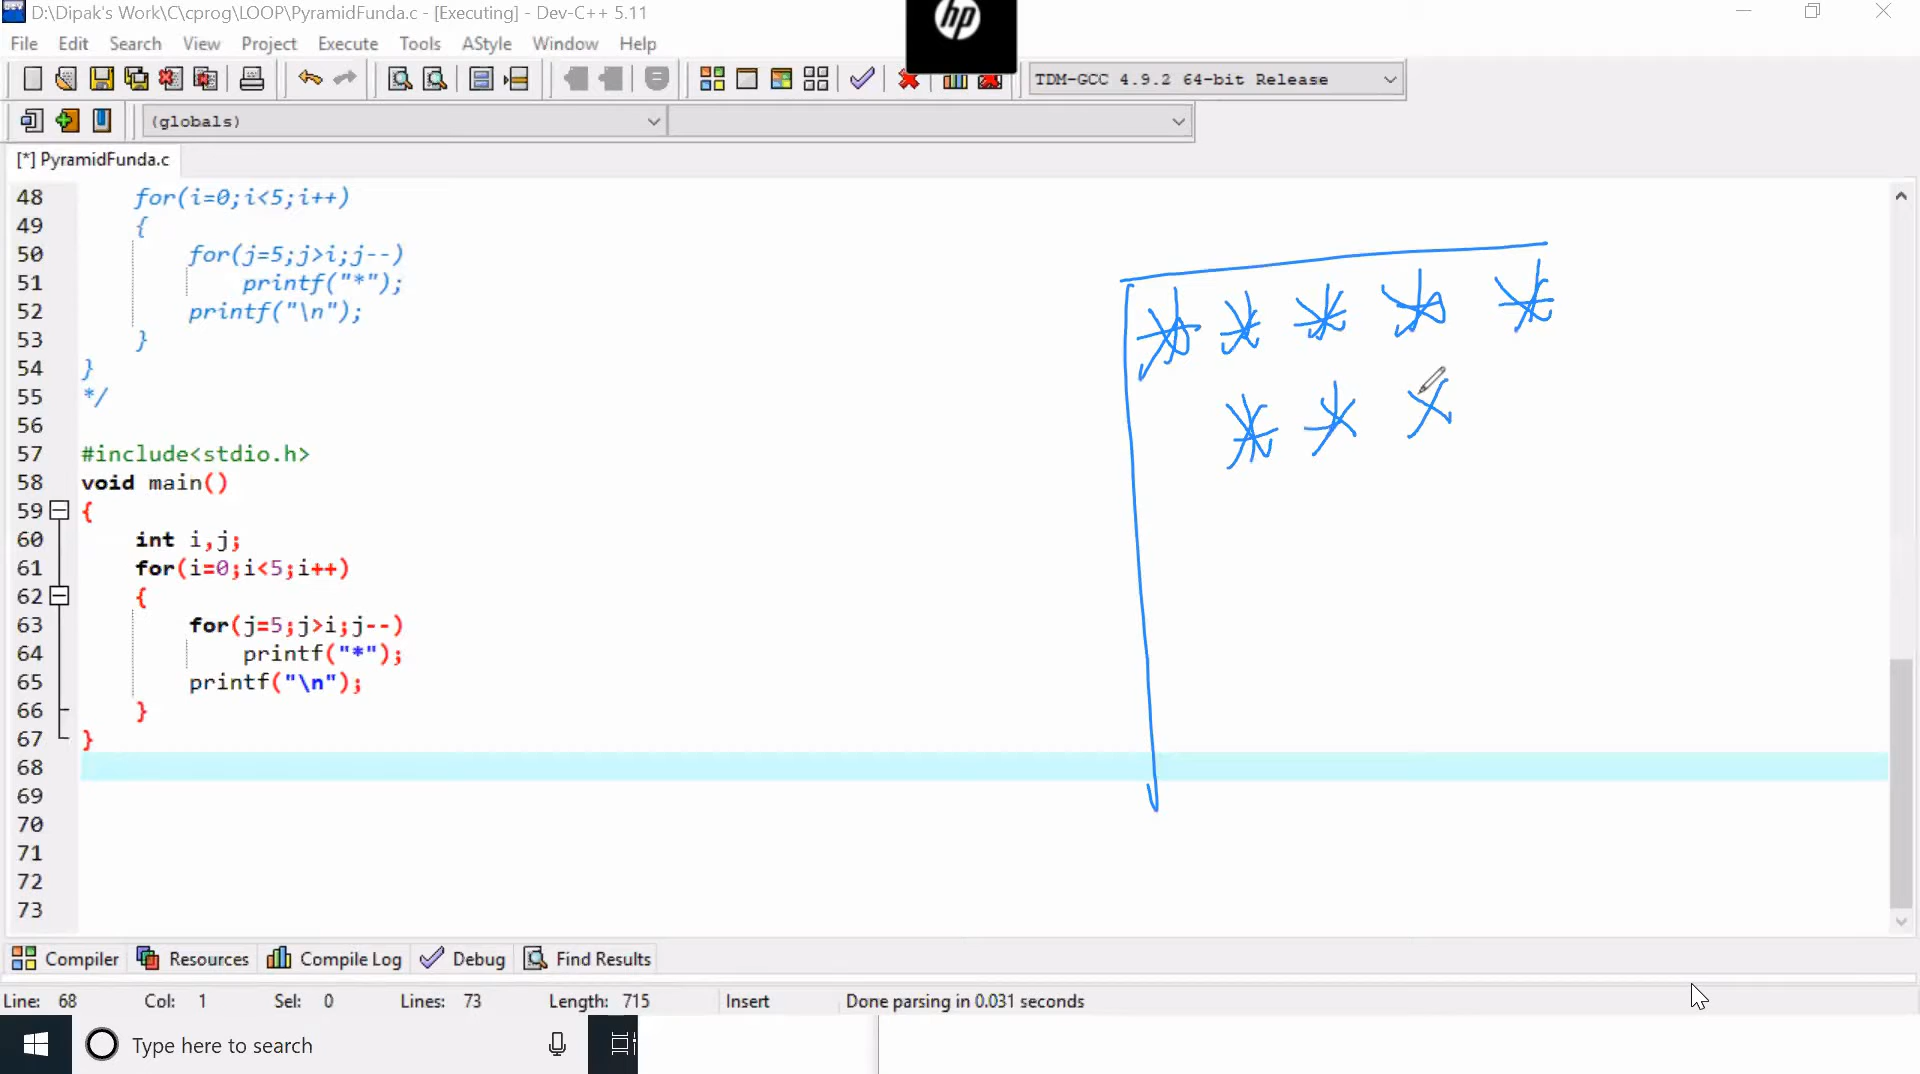 D:\Dipak's Work\C\cprog\LOOP\PyramidFunda.c - [Executing] - Dev-C++ 5.11
hp
File Edit Search View Project Execute Tools AStyle Window Help
TDM-GCC 4.9.2 64-bit Release
(globals)
[*] PyramidFunda.c
48 for(i=0;i<5;i++)
49 {
50 for(j=5;j>i;j--)
51 printf("*");
52 printf("\n");
53 }
54 }
55 */
56
57 #include<stdio.h>
58 void main()
59 {
60 int i,j;
61 for(i=0;i<5;i++)
62 {
63 for(j=5;j>i;j--)
64 printf("*");
65 printf("\n");
66 }
67 }
68
69
70
71
72
73
* * * * *
* * *
Compiler Resources Compile Log Debug Find Results
Line: 68 Col: 1 Sel: 0 Lines: 73 Length: 715 Insert Done parsing in 0.031 seconds
Type here to search